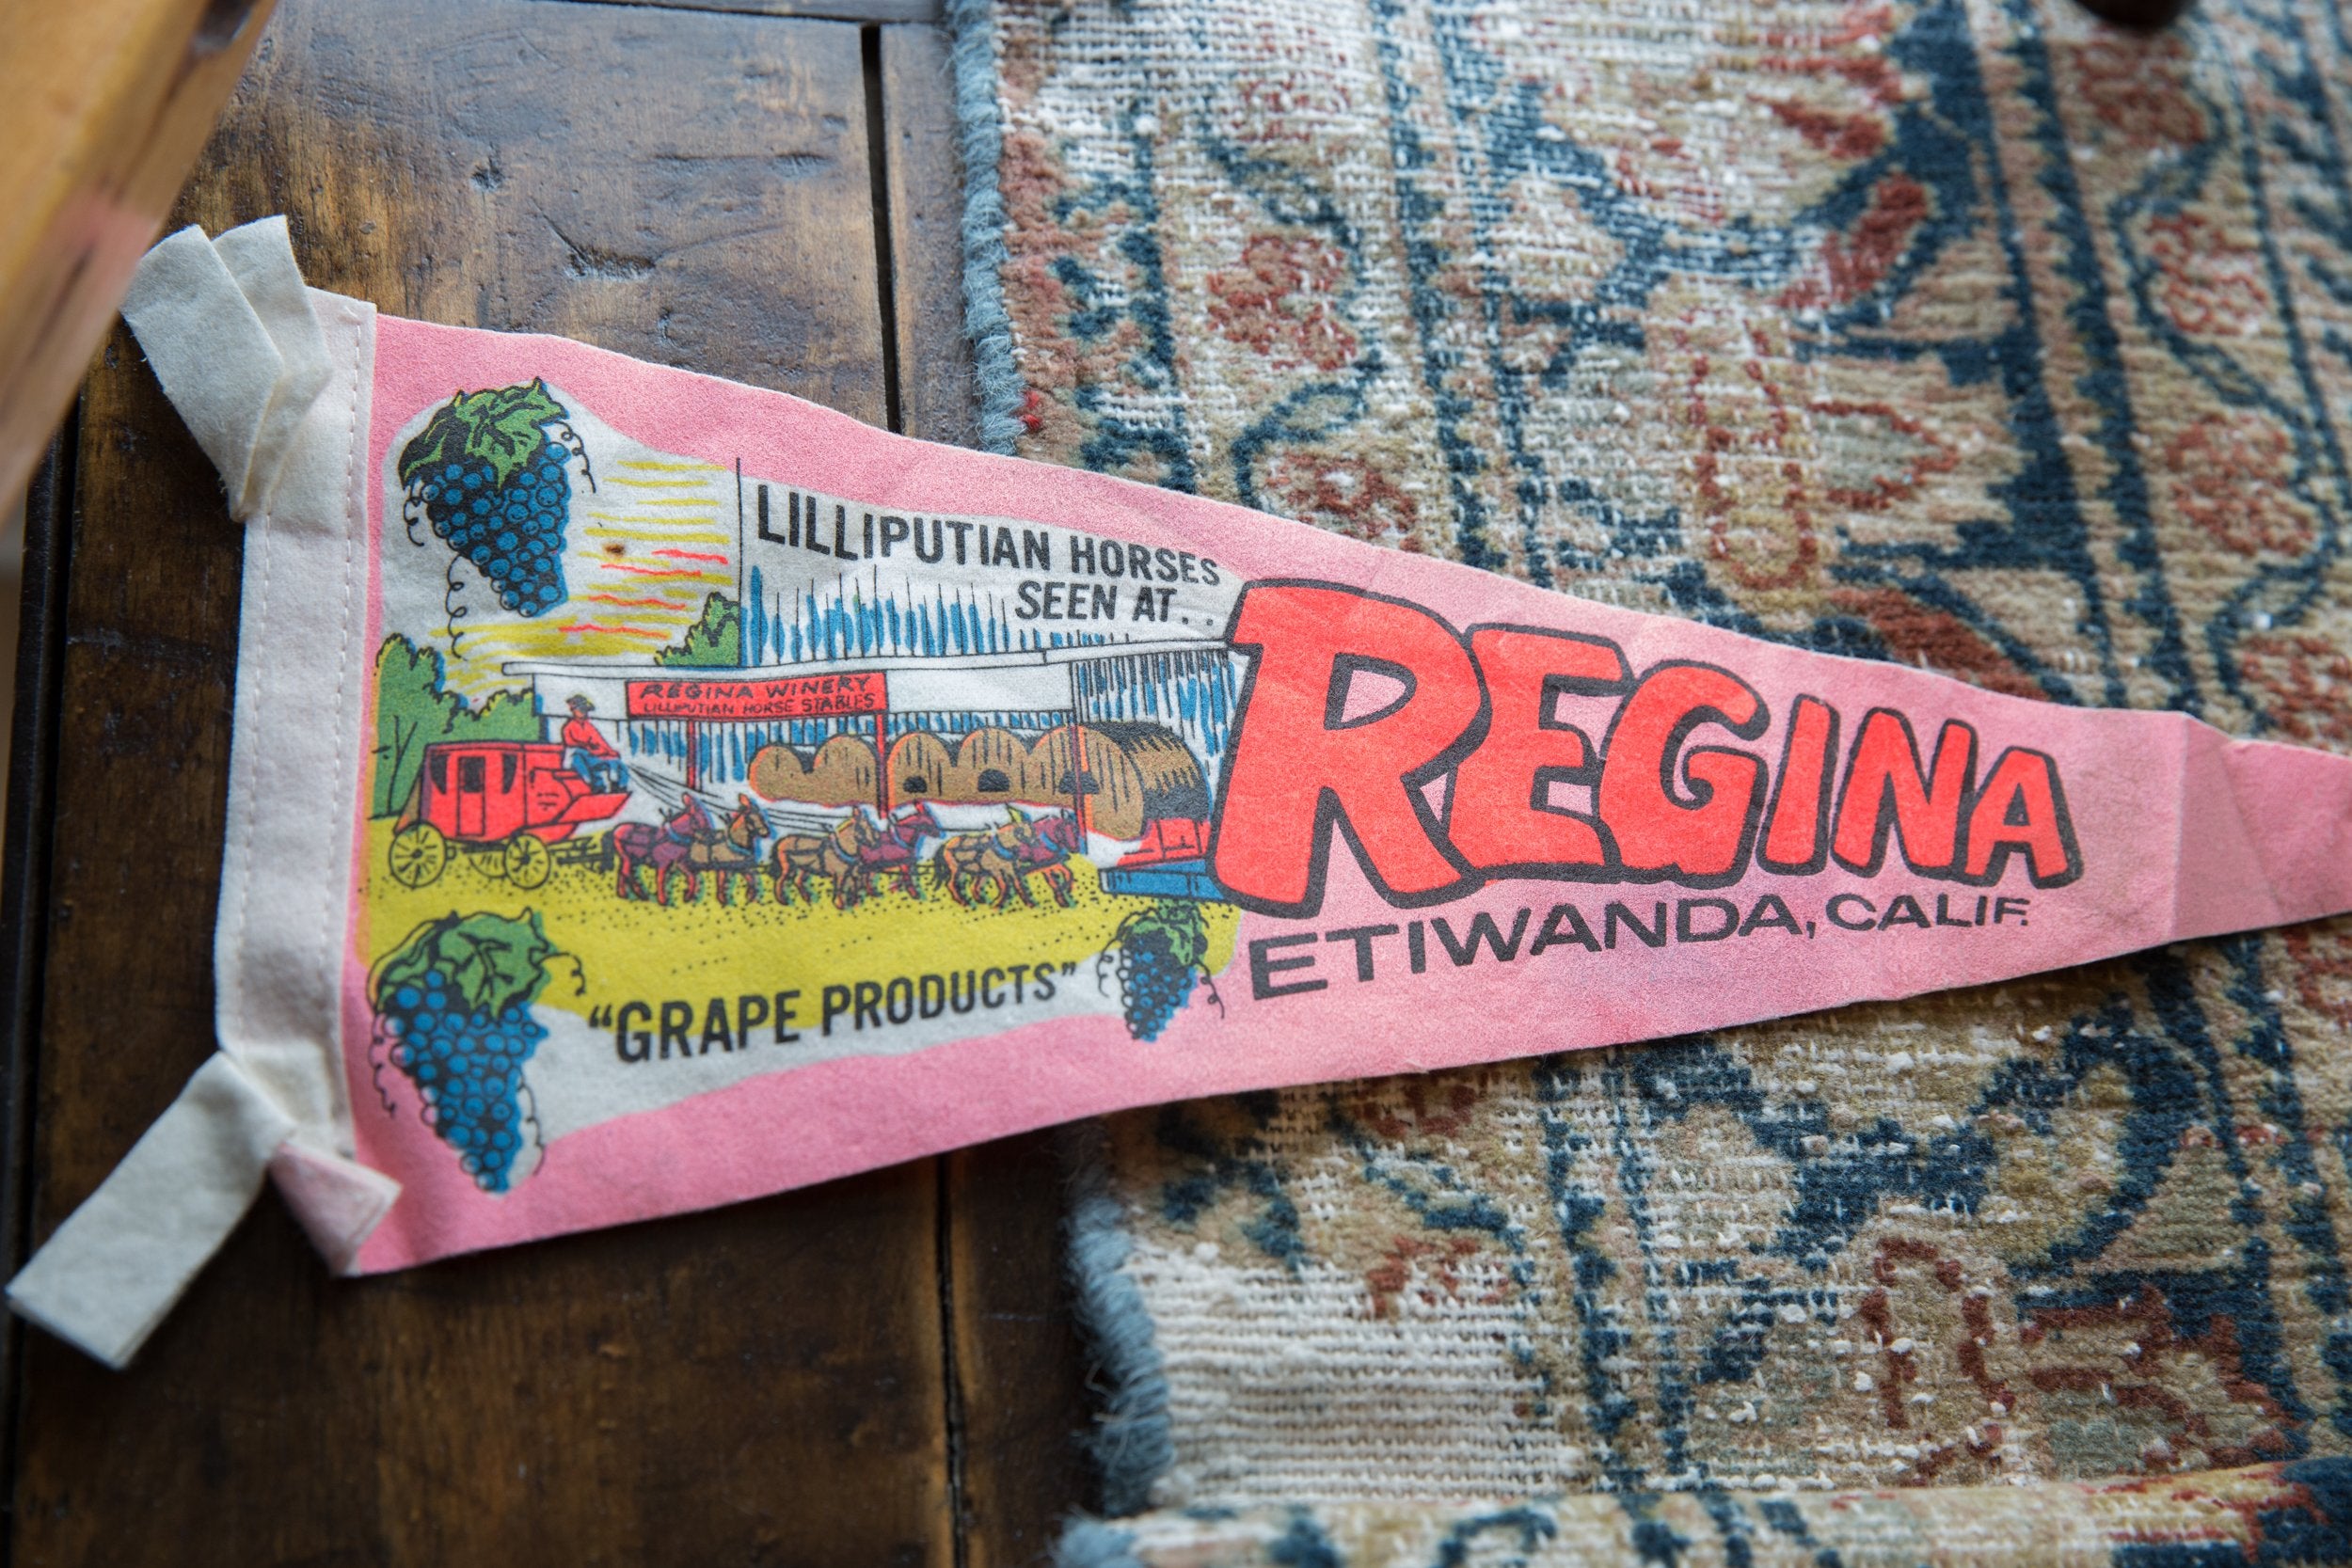 LILLIPUTIAN HORSES
SEEN AT. .
REGINA WINERY
LILLIPUTIAN HORSE STABLES
REGINA
ETIWANDA, CALIF.
"GRAPE PRODUCTS"